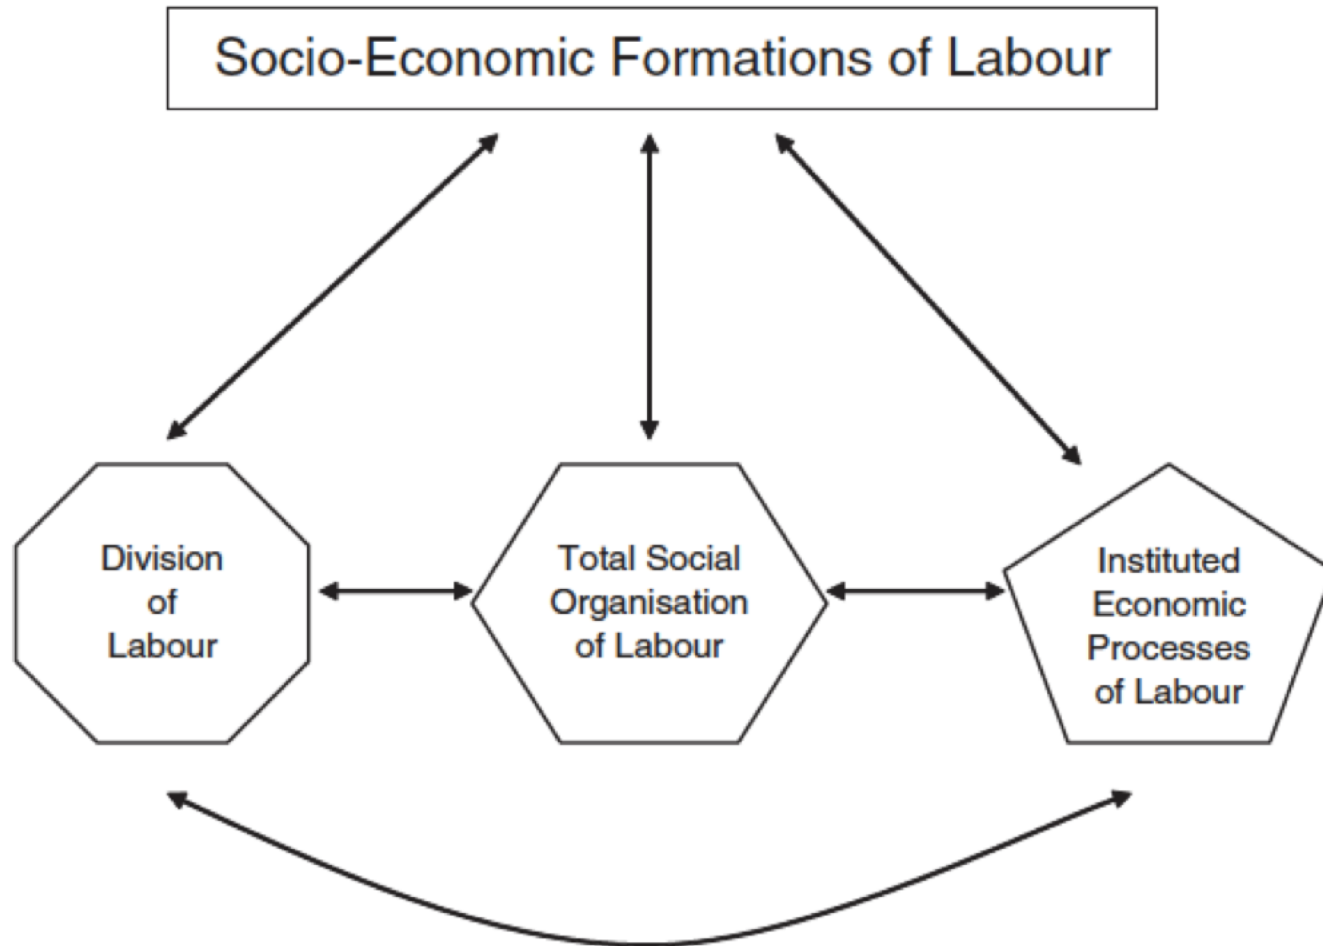 Socio-Economic Formations of Labour
Division
of
Labour
Total Social
Organisation
of Labour
Instituted
Economic
Processes
of Labour